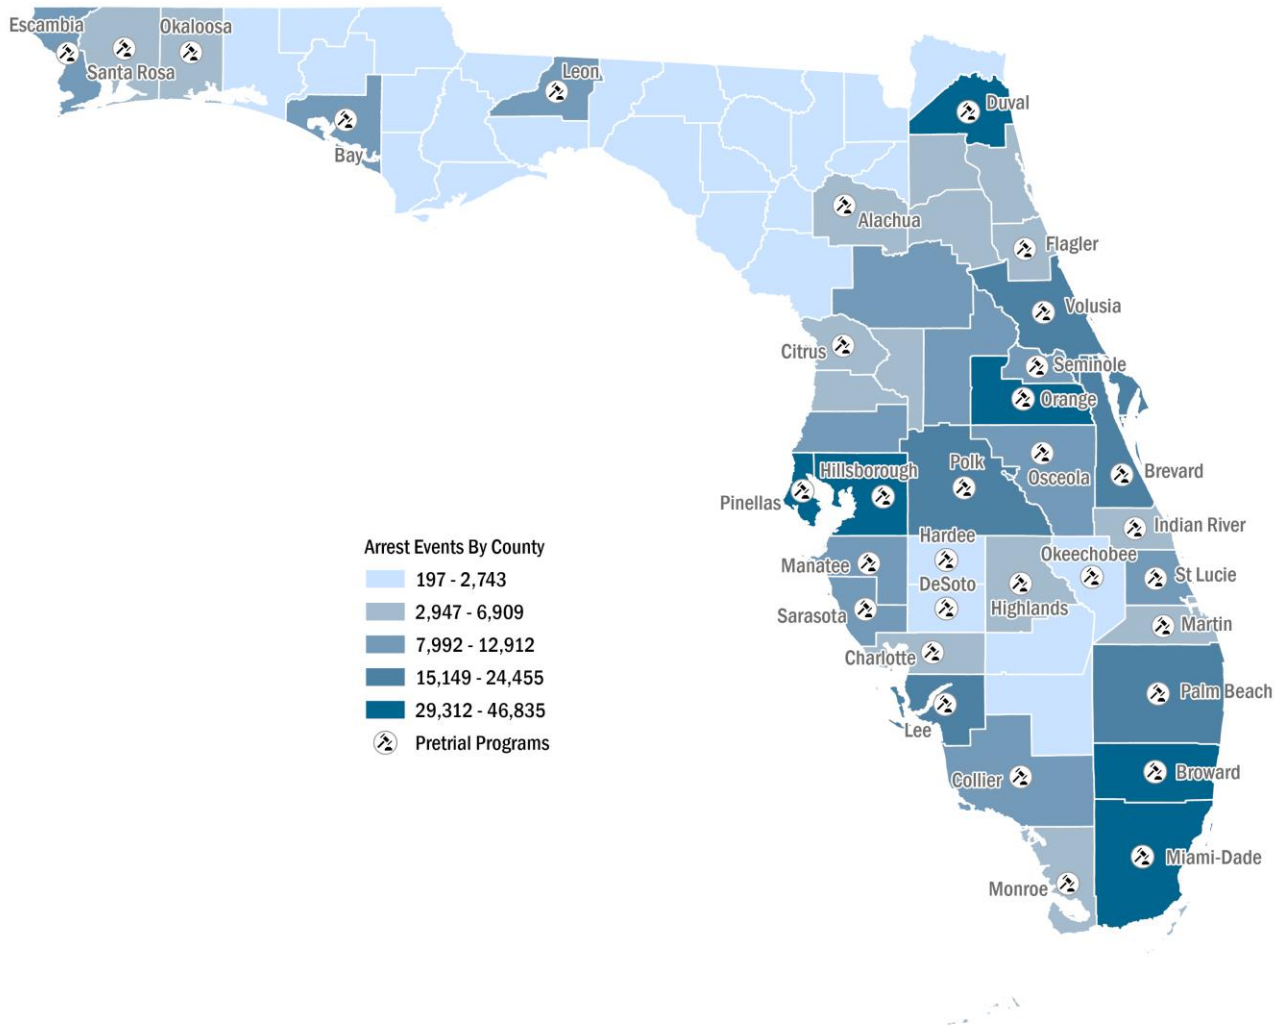 Escambia
Okaloosa
Santa Rosa
Leon
Bay
Duval
Alachua
Flagler
Volusia
Citrus
Seminole
Orange
Hillsborough
Polk
Osceola
Brevard
Pinellas
Indian River
Hardee
Okeechobee
Manatee
St Lucie
DeSoto
Highlands
Sarasota
Martin
Charlotte
Palm Beach
Lee
Broward
Collier
Miami-Dade
Monroe
Arrest Events By County
197 - 2,743
2,947 - 6,909
7,992 - 12,912
15,149 - 24,455
29,312 - 46,835
Pretrial Programs